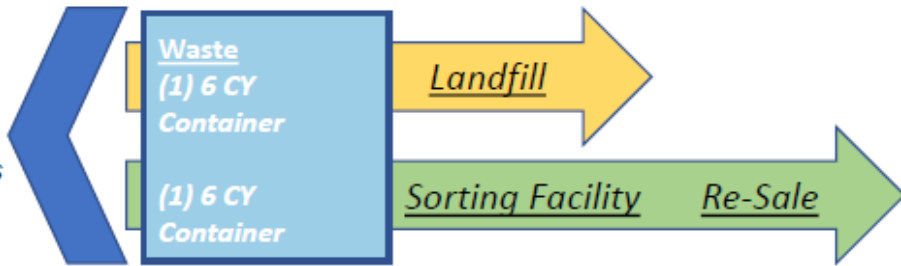 Waste
(1) 6 CY
Container
(1) 6 CY
Container
Landfill
Sorting Facility Re-Sale
s